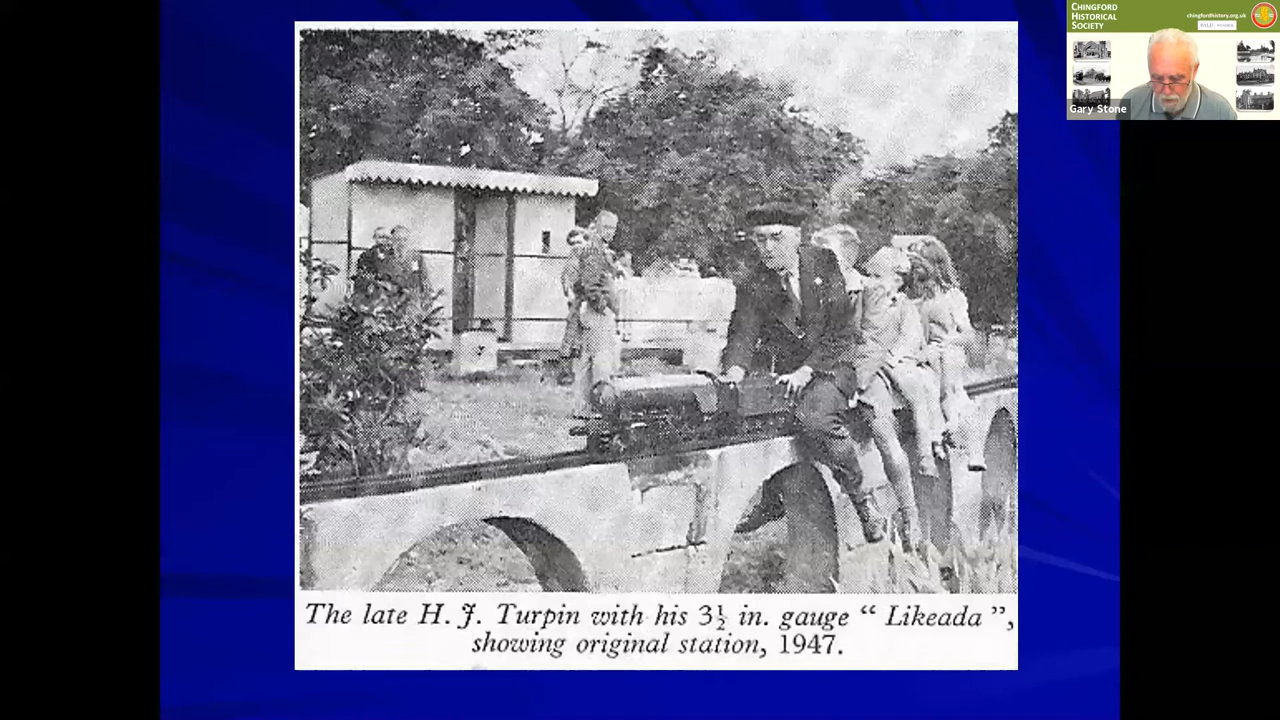 CHINGFORD
HISTORICAL
SOCIETY
chingfordhistory.org.uk
Gary Stone
The late H. J. Turpin with his 3½ in. gauge “ Likeada ”,
showing original station, 1947.